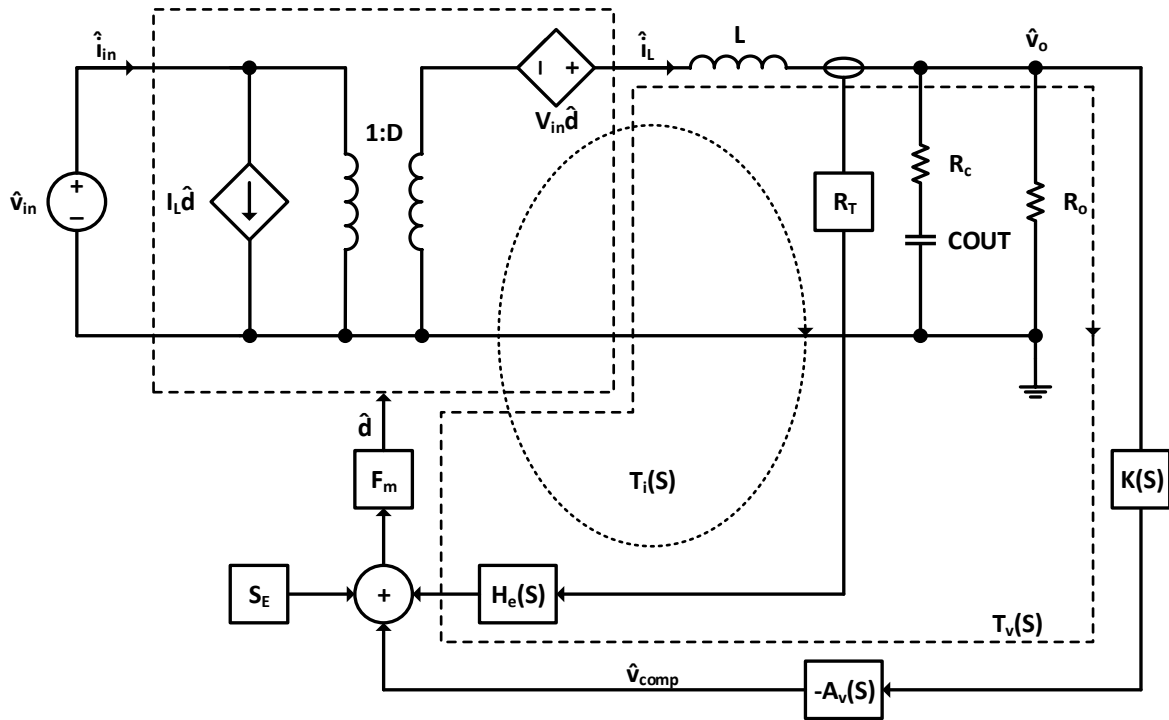 î_in
î_L
L
v̂_o
1:D
V_in d̂
+
−
v̂_in
I_L d̂
R_T
R_c
COUT
R_o
d̂
F_m
T_i(S)
K(S)
S_E
+
H_e(S)
T_v(S)
v̂_comp
-A_v(S)